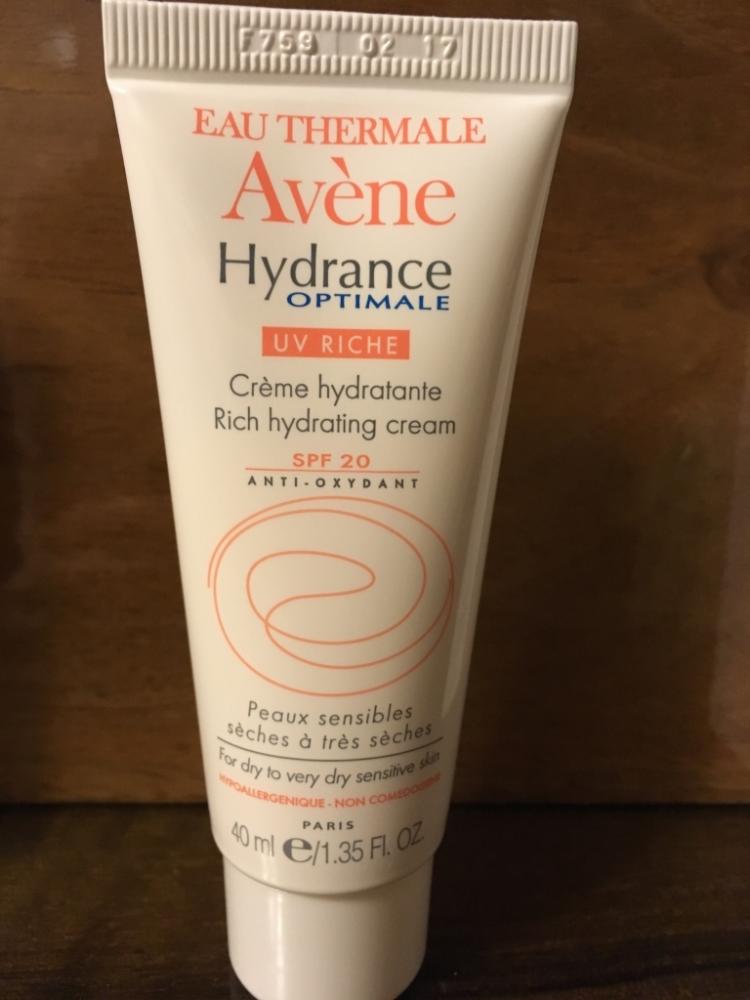 F759 02 17
EAU THERMALE
Avène
Hydrance
OPTIMALE
UV RICHE
Crème hydratante
Rich hydrating cream
SPF 20
ANTI-OXYDANT
Peaux sensibles
sèches à très sèches
For dry to very dry sensitive skin
HYPOALLERGENIQUE - NON COMEDOGENE
PARIS
40 ml e/1.35 Fl. OZ.